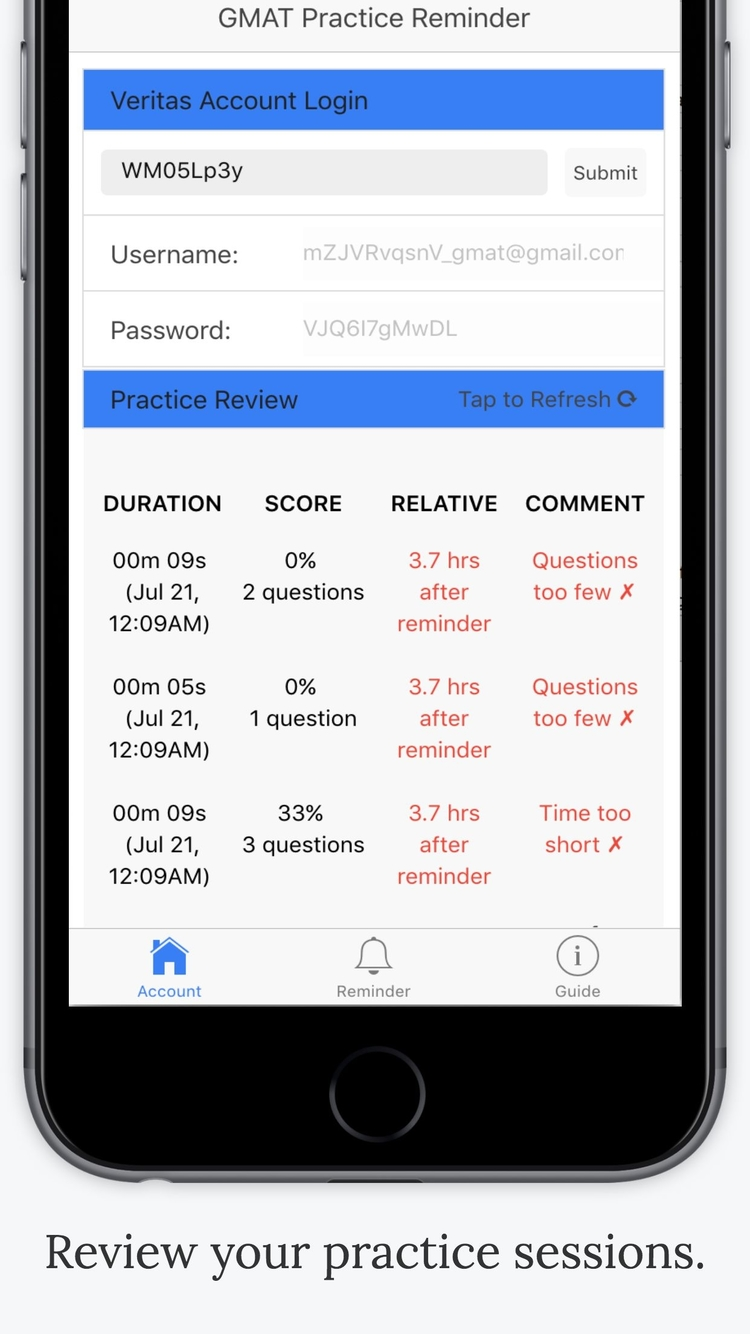 GMAT Practice Reminder
Veritas Account Login
WM05Lp3y
Submit
Username:
mZJVRvqsnV_gmat@gmail.com
Password:
VJQ6I7gMwDL
Practice Review
Tap to Refresh ⟳
DURATION SCORE RELATIVE COMMENT
00m 09s 0% 3.7 hrs Questions
(Jul 21, 2 questions after too few ✗
12:09AM) reminder
00m 05s 0% 3.7 hrs Questions
(Jul 21, 1 question after too few ✗
12:09AM) reminder
00m 09s 33% 3.7 hrs Time too
(Jul 21, 3 questions after short ✗
12:09AM) reminder
Account Reminder Guide
Review your practice sessions.